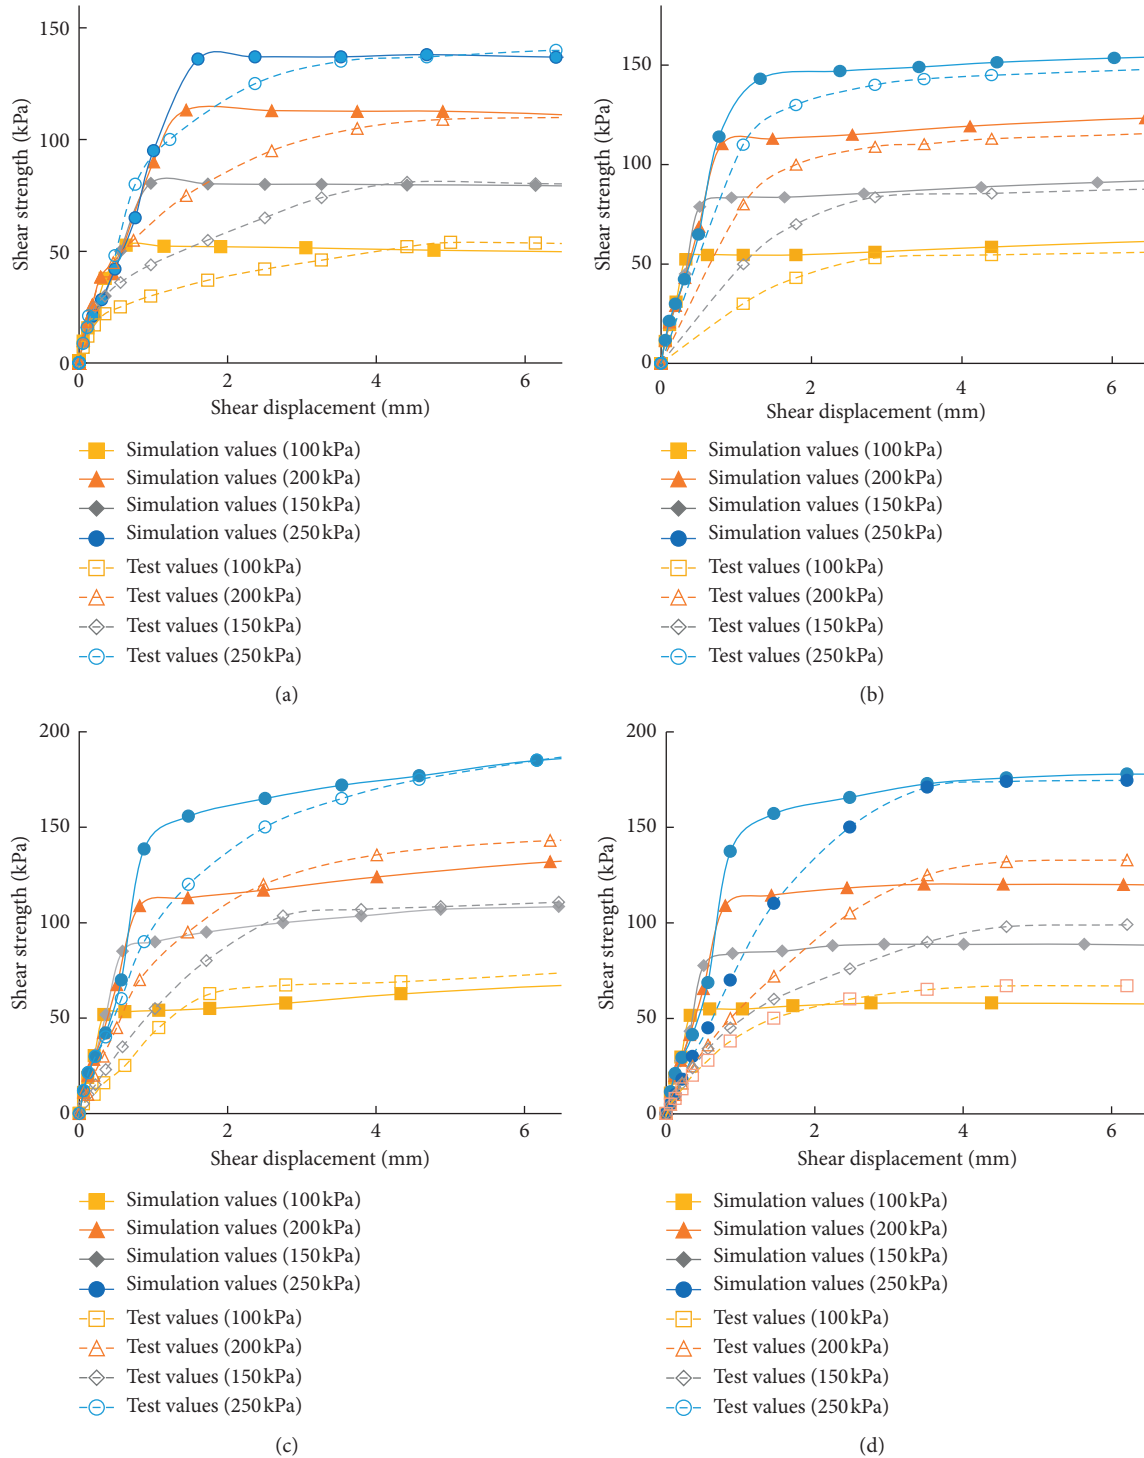 150
100
50
0
Shear strength (kPa)
0 2 4 6
Shear displacement (mm)
Simulation values (100 kPa)
Simulation values (200 kPa)
Simulation values (150 kPa)
Simulation values (250 kPa)
Test values (100 kPa)
Test values (200 kPa)
Test values (150 kPa)
Test values (250 kPa)
(a)
150
100
50
0
Shear strength (kPa)
0 2 4 6
Shear displacement (mm)
Simulation values (100 kPa)
Simulation values (200 kPa)
Simulation values (150 kPa)
Simulation values (250 kPa)
Test values (100 kPa)
Test values (200 kPa)
Test values (150 kPa)
Test values (250 kPa)
(b)
200
150
100
50
0
Shear strength (kPa)
0 2 4 6
Shear displacement (mm)
Simulation values (100 kPa)
Simulation values (200 kPa)
Simulation values (150 kPa)
Simulation values (250 kPa)
Test values (100 kPa)
Test values (200 kPa)
Test values (150 kPa)
Test values (250 kPa)
(c)
200
150
100
50
0
Shear strength (kPa)
0 2 4 6
Shear displacement (mm)
Simulation values (100 kPa)
Simulation values (200 kPa)
Simulation values (150 kPa)
Simulation values (250 kPa)
Test values (100 kPa)
Test values (200 kPa)
Test values (150 kPa)
Test values (250 kPa)
(d)